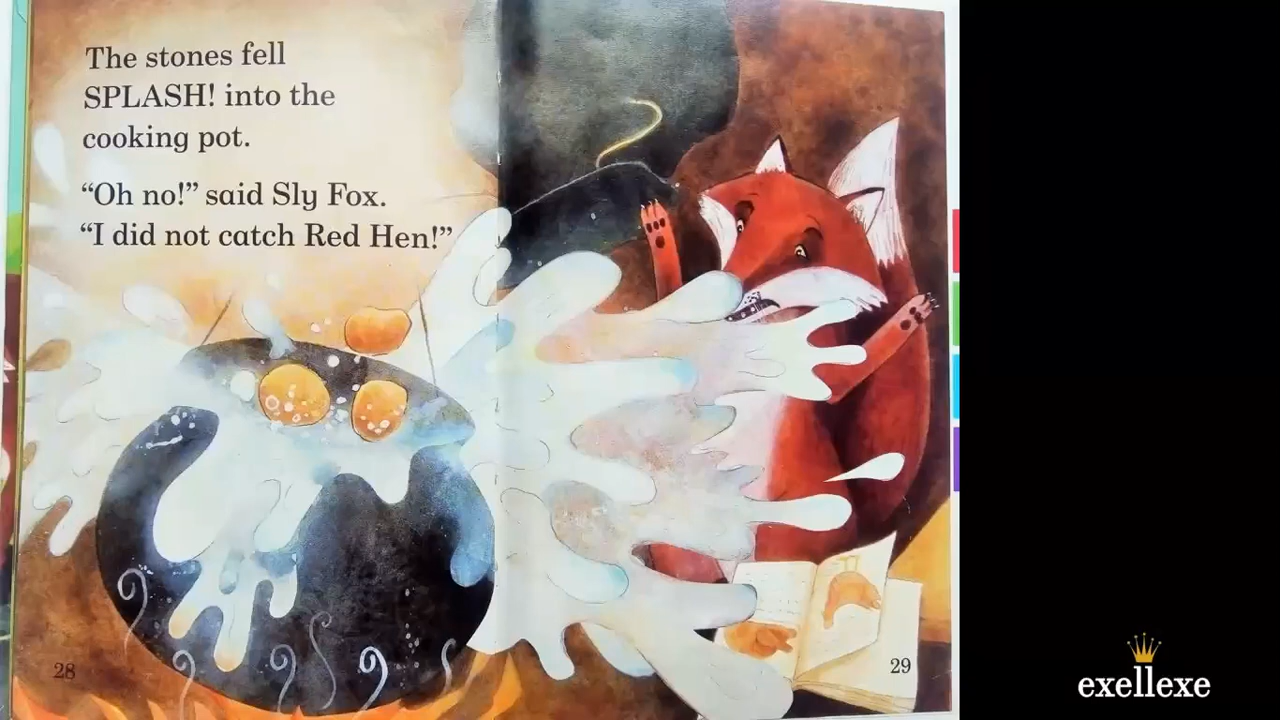 The stones fell
SPLASH! into the
cooking pot.
“Oh no!” said Sly Fox.
“I did not catch Red Hen!”
28
29
exellexe